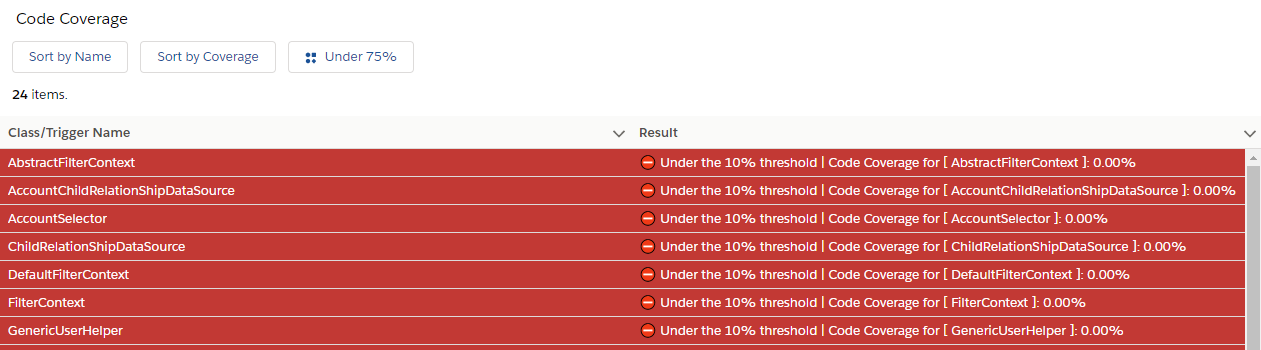 Code Coverage
Sort by Name Sort by Coverage Under 75%
24 items.
Class/Trigger Name Result
AbstractFilterContext Under the 10% threshold | Code Coverage for [ AbstractFilterContext ]: 0.00%
AccountChildRelationShipDataSource Under the 10% threshold | Code Coverage for [ AccountChildRelationShipDataSource ]: 0.00%
AccountSelector Under the 10% threshold | Code Coverage for [ AccountSelector ]: 0.00%
ChildRelationShipDataSource Under the 10% threshold | Code Coverage for [ ChildRelationShipDataSource ]: 0.00%
DefaultFilterContext Under the 10% threshold | Code Coverage for [ DefaultFilterContext ]: 0.00%
FilterContext Under the 10% threshold | Code Coverage for [ FilterContext ]: 0.00%
GenericUserHelper Under the 10% threshold | Code Coverage for [ GenericUserHelper ]: 0.00%